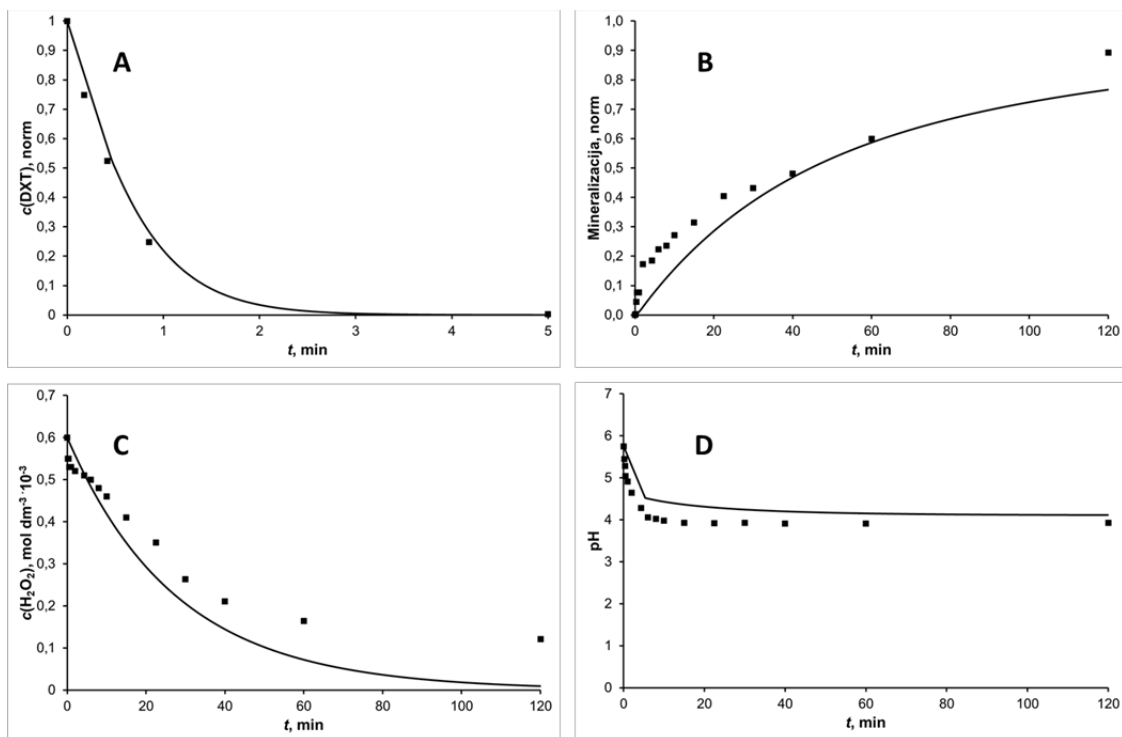 A
c(DXT), norm
1
0,9
0,8
0,7
0,6
0,5
0,4
0,3
0,2
0,1
0
0 1 2 3 4 5
t, min
B
Mineralizacija, norm
1,0
0,9
0,8
0,7
0,6
0,5
0,4
0,3
0,2
0,1
0,0
0 20 40 60 80 100 120
t, min
C
c(H₂O₂), mol dm⁻³·10⁻³
0,7
0,6
0,5
0,4
0,3
0,2
0,1
0
0 20 40 60 80 100 120
t, min
D
pH
7
6
5
4
3
2
1
0
0 20 40 60 80 100 120
t, min